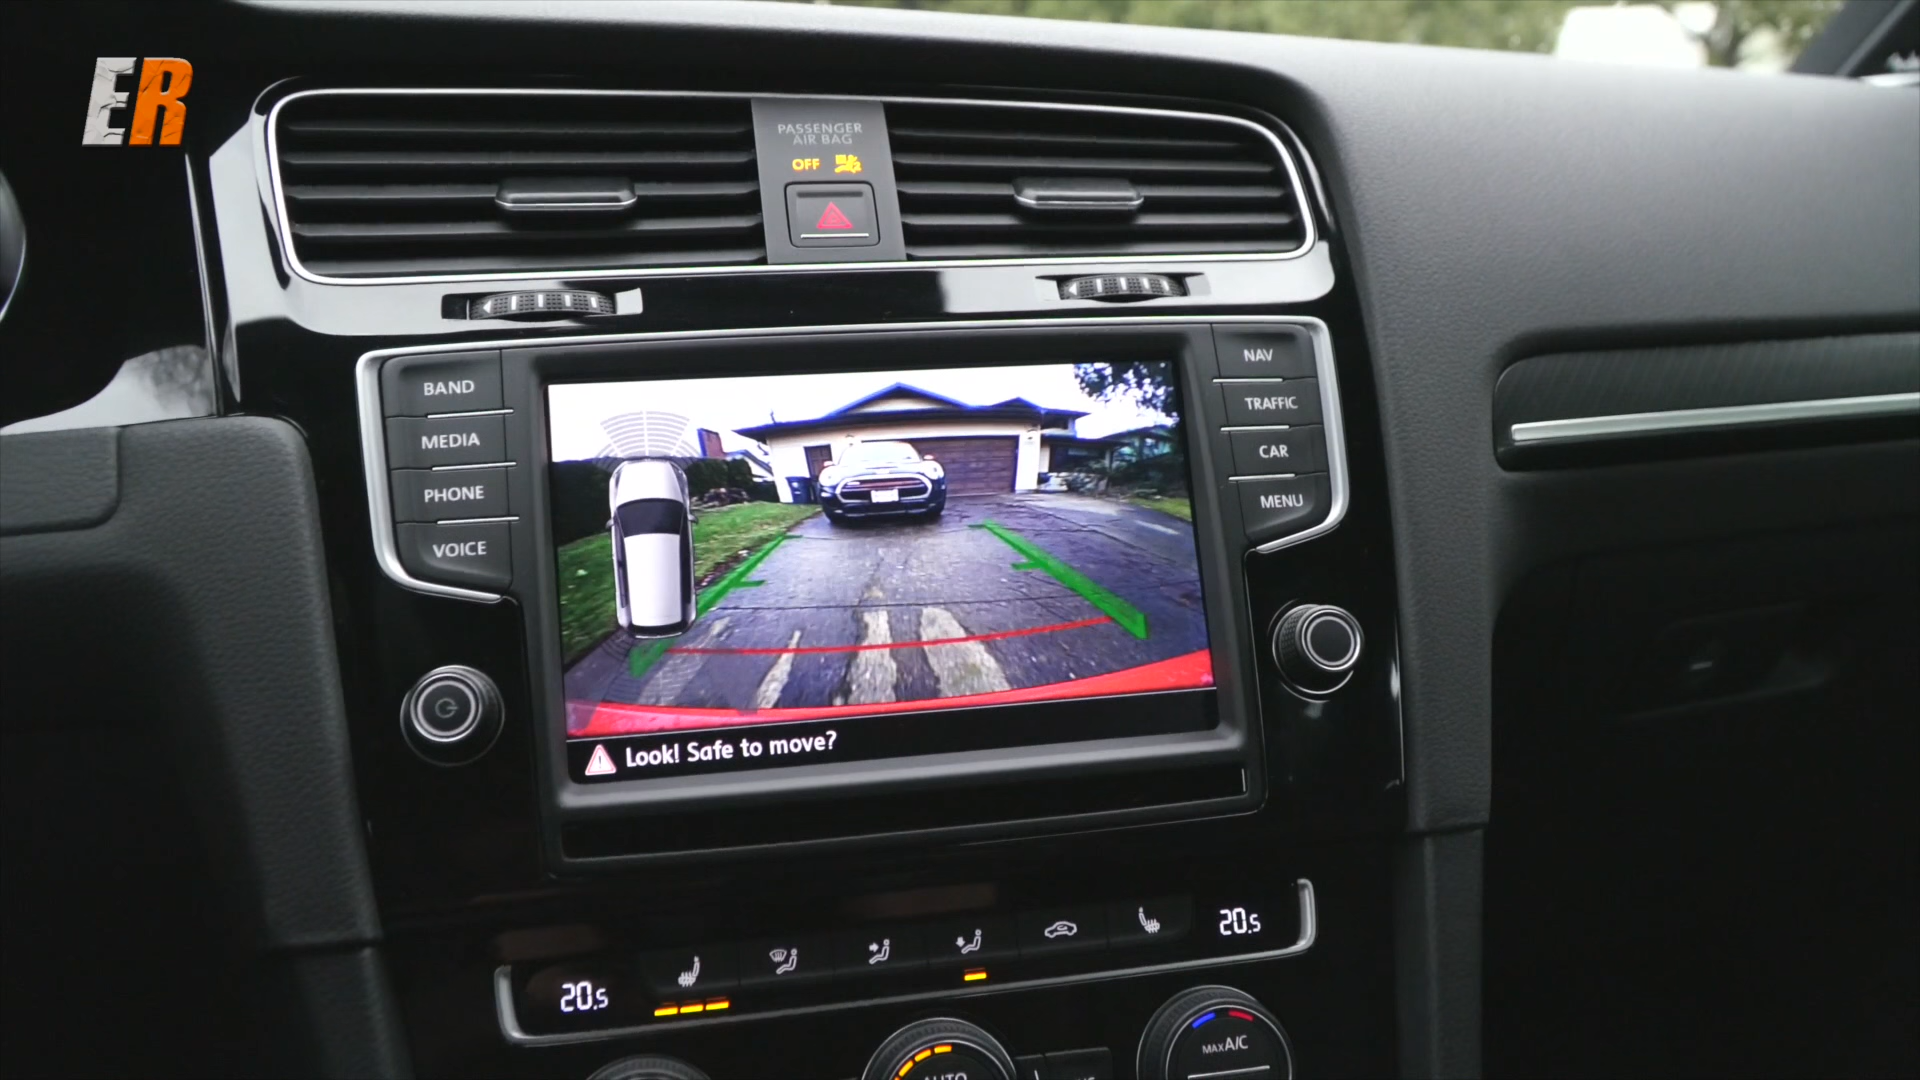 ER
PASSENGER
AIR BAG
OFF
BAND
MEDIA
PHONE
VOICE
NAV
TRAFFIC
CAR
MENU
Look! Safe to move?
20.5
20.5
AUTO
MAX A/C